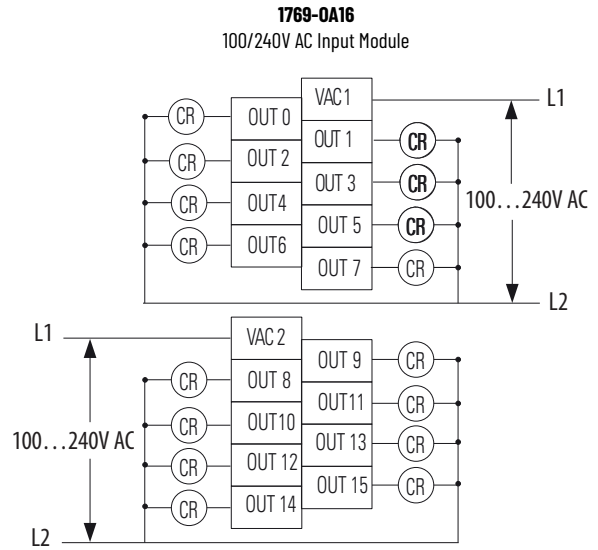 1769-OA16
100/240V AC Input Module
VAC 1 L1
CR OUT 0
OUT 1 CR
CR OUT 2
OUT 3 CR
100...240V AC
CR OUT4
OUT 5 CR
CR OUT6
OUT 7 CR
L2
L1 VAC 2
OUT 9 CR
CR OUT 8
OUT11 CR
CR OUT10
100...240V AC
OUT 13 CR
CR OUT 12
OUT 15 CR
CR OUT 14
L2